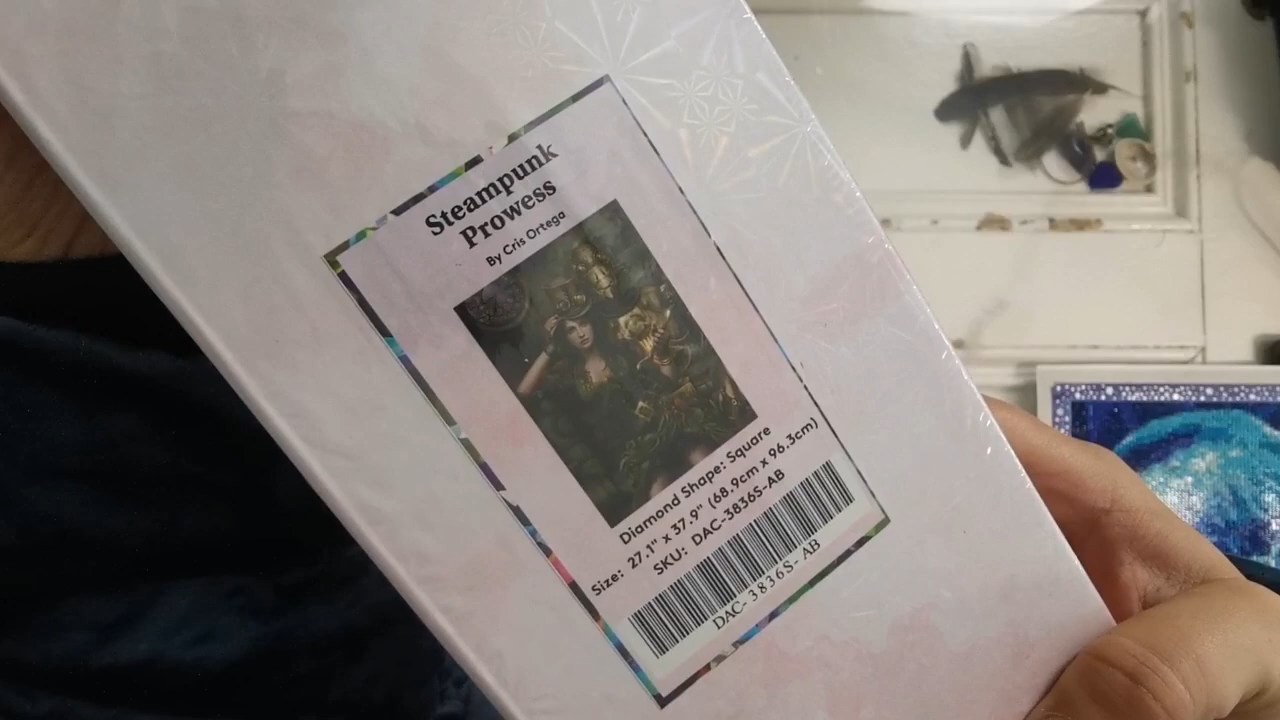 Steampunk
Prowess
By Cris Ortega
Diamond Shape: Square
Size: 27.1" x 37.9" (68.9cm x 96.3cm)
SKU: DAC-3836S-AB
DAC- 3836S- AB